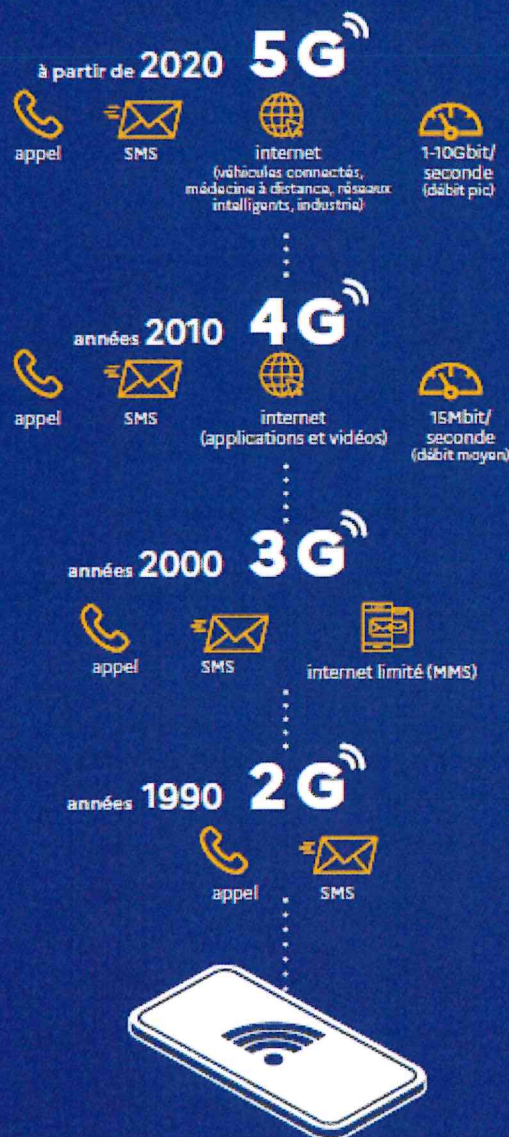 à partir de 2020 5G
appel
SMS
internet
(véhicules connectés,
médecine à distance, réseaux
intelligents, industrie)
1-10Gbit/
seconde
(débit pic)
années 2010 4G
appel
SMS
internet
(applications et vidéos)
15Mbit/
seconde
(débit moyen)
années 2000 3G
appel
SMS
internet limité (MMS)
années 1990 2G
appel
SMS